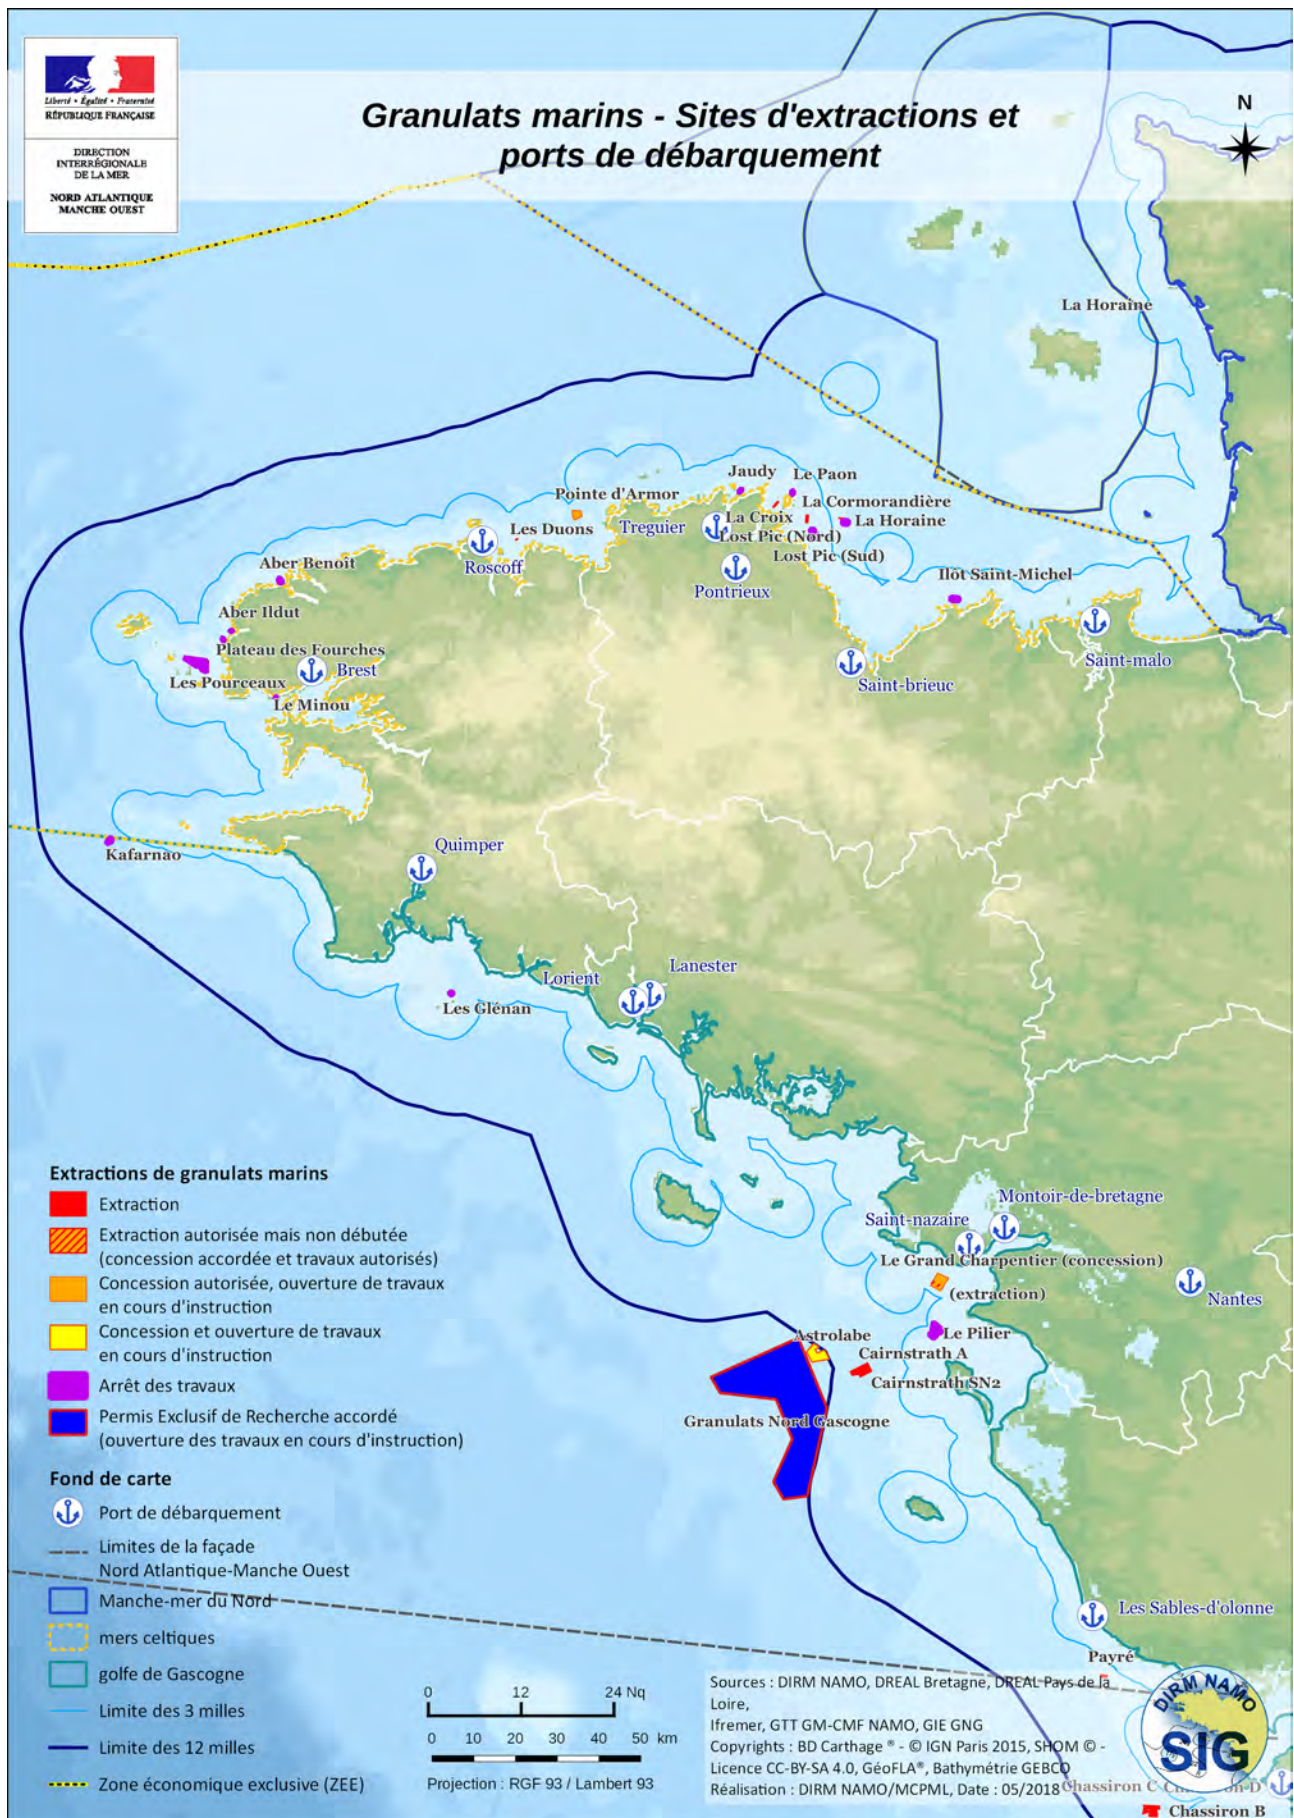 Liberté • Égalité • Fraternité
RÉPUBLIQUE FRANÇAISE
DIRECTION
INTERRÉGIONALE
DE LA MER
NORD ATLANTIQUE
MANCHE OUEST
Granulats marins - Sites d'extractions et
ports de débarquement
N
La Horaine
Jaudy
Le Paon
Pointe d'Armor
La Cormorandière
Les Duons
Treguier
La Croix
La Horaine
Lost Pic (Nord)
Lost Pic (Sud)
Aber Benoît
Roscoff
Pontrieux
Ilôt Saint-Michel
Aber Ildut
Plateau des Fourches
Les Pourceaux
Brest
Saint-malo
Saint-brieuc
Le Minou
Kafarnao
Quimper
Lorient
Lanester
Les Glénan
Montoir-de-bretagne
Saint-nazaire
Le Grand Charpentier (concession)
(extraction)
Nantes
Le Pilier
Astrolabe
Cairnstrath A
Cairnstrath SN2
Granulats Nord Gascogne
Les Sables-d'olonne
Payré
Extractions de granulats marins
Extraction
Extraction autorisée mais non débutée
(concession accordée et travaux autorisés)
Concession autorisée, ouverture de travaux
en cours d'instruction
Concession et ouverture de travaux
en cours d'instruction
Arrêt des travaux
Permis Exclusif de Recherche accordé
(ouverture des travaux en cours d'instruction)
Fond de carte
Port de débarquement
Limites de la façade
Nord Atlantique-Manche Ouest
Manche-mer du Nord
mers celtiques
golfe de Gascogne
Limite des 3 milles
Limite des 12 milles
Zone économique exclusive (ZEE)
0 12 24 Nq
0 10 20 30 40 50 km
Projection : RGF 93 / Lambert 93
Sources : DIRM NAMO, DREAL Bretagne, DREAL Pays de la
Loire,
Ifremer, GTT GM-CMF NAMO, GIE GNG
Copyrights : BD Carthage ® - © IGN Paris 2015, SHOM © -
Licence CC-BY-SA 4.0, GéoFLA®, Bathymétrie GEBCO
Réalisation : DIRM NAMO/MCPML, Date : 05/2018
DIRM NAMO
SIG
Chassiron C
Chassiron B